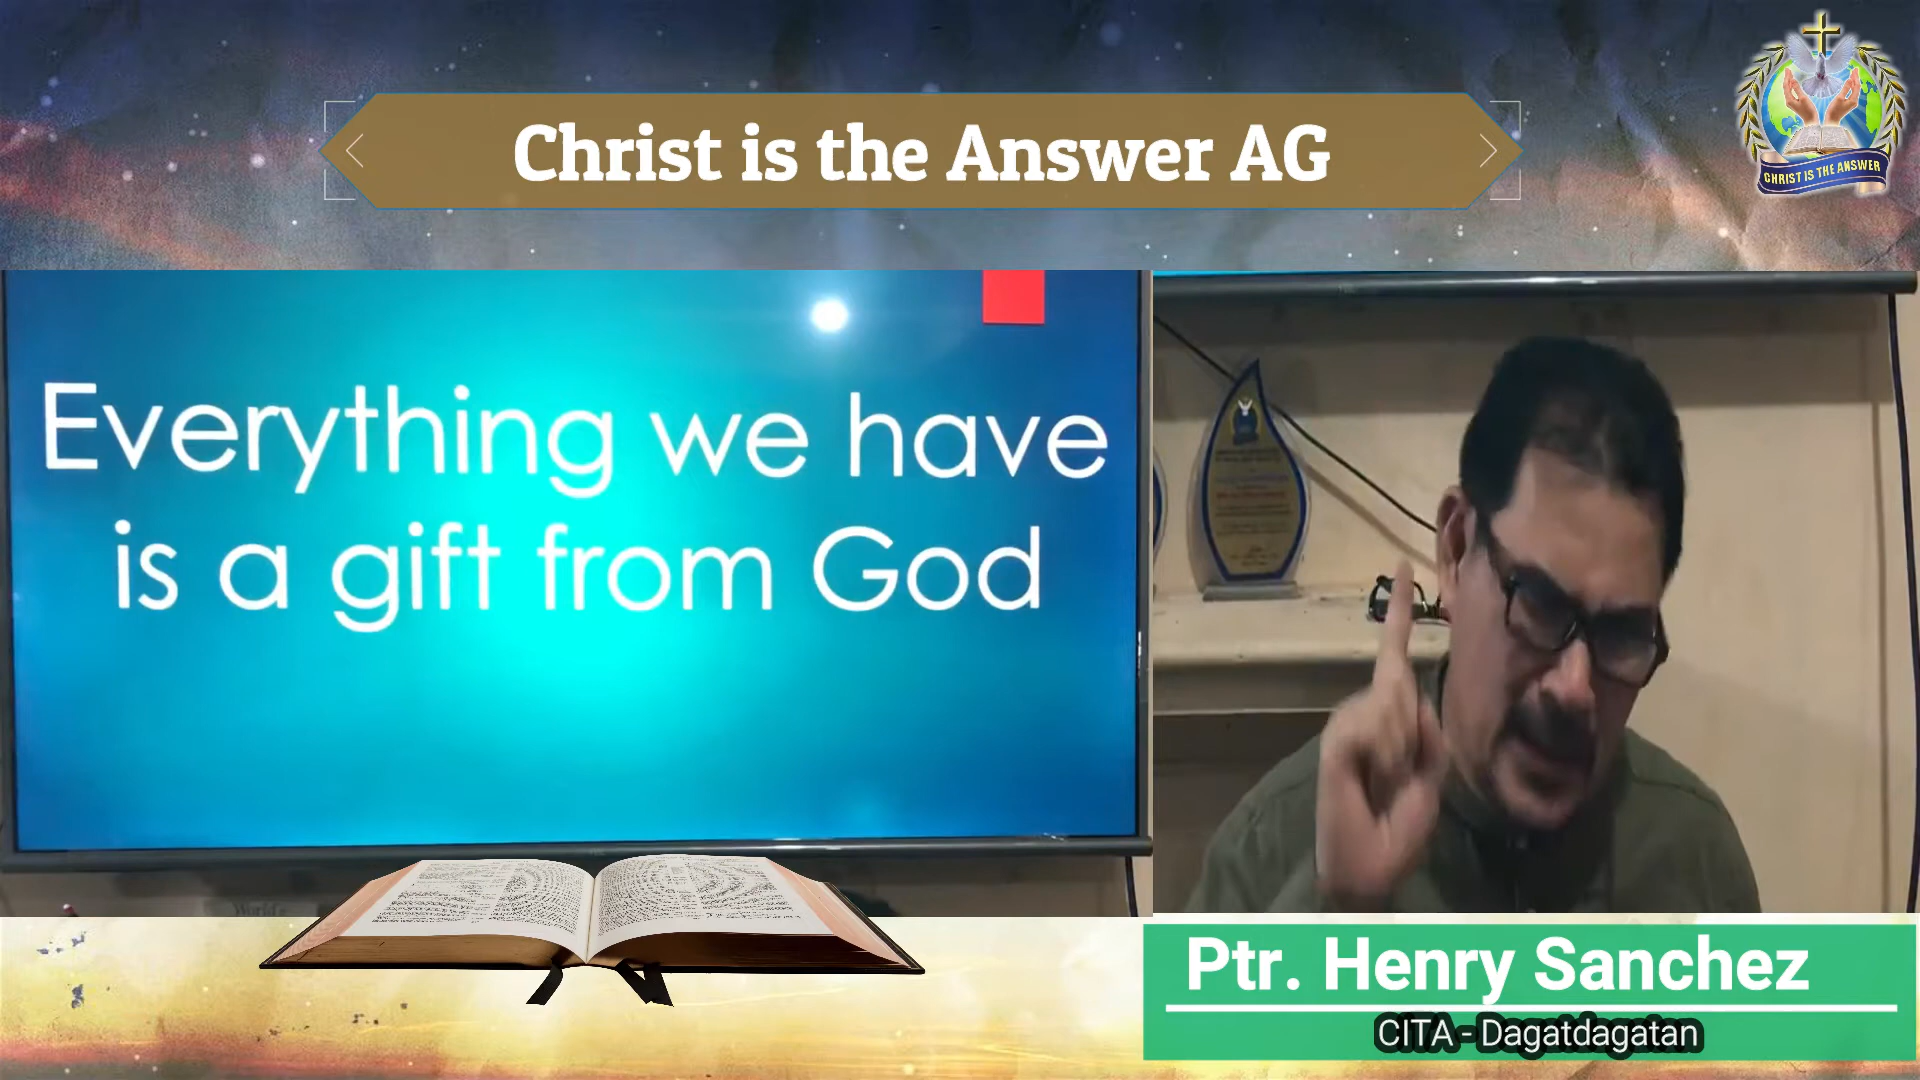 Christ is the Answer AG
CHRIST IS THE ANSWER
Everything we have
is a gift from God
Ptr. Henry Sanchez
CITA - Dagatdagatan